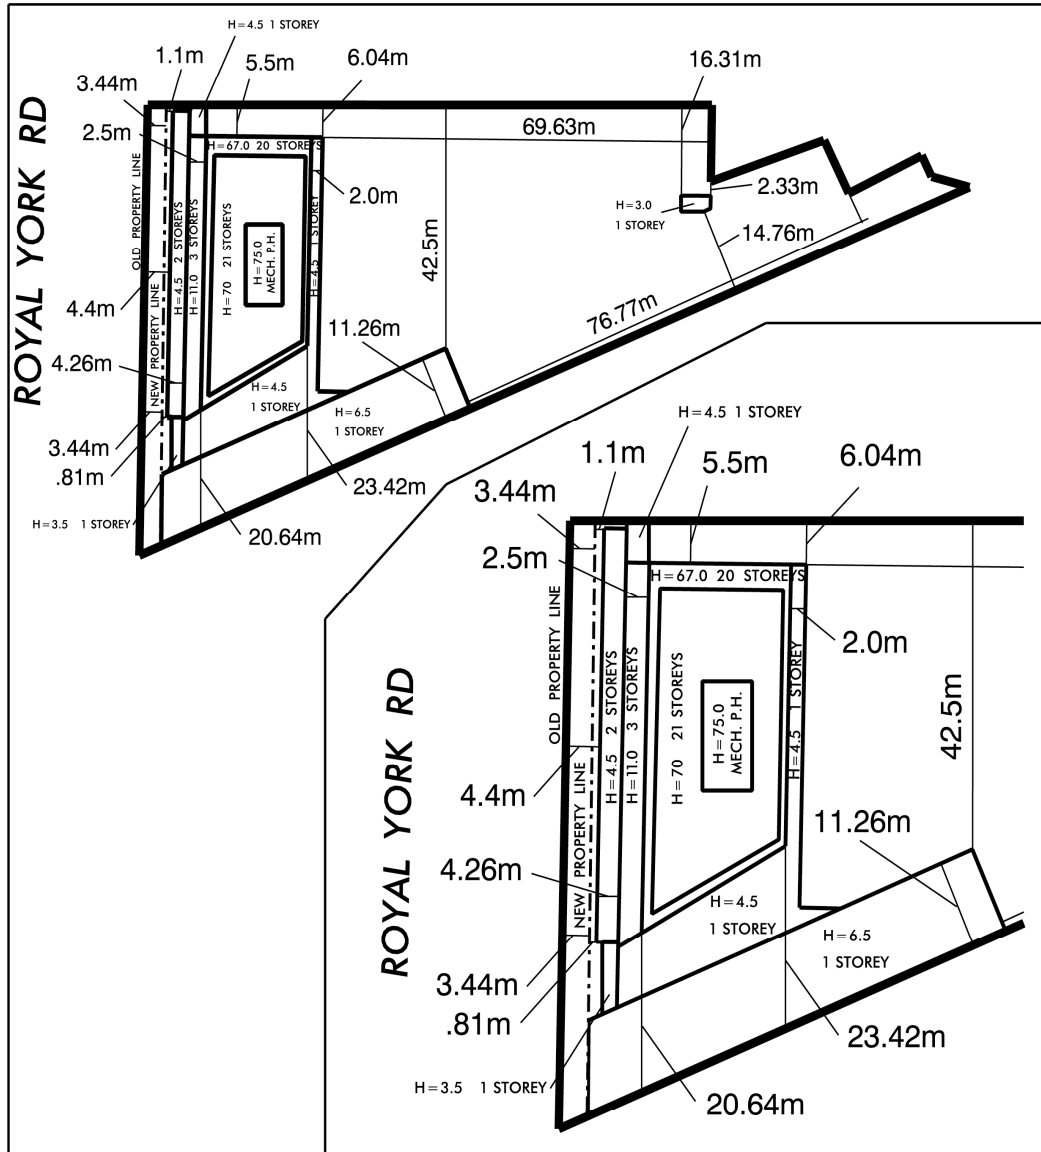 H=4.5 1 STOREY
1.1m
5.5m
6.04m
16.31m
3.44m
2.5m
69.63m
H=67.0 20 STOREYS
ROYAL YORK RD
OLD PROPERTY LINE
NEW PROPERTY LINE
H=4.5 2 STOREYS
H=11.0 3 STOREYS
H=70 21 STOREYS
H=75.0
MECH. P.H.
H=4.5 1 STOREY
2.0m
42.5m
2.33m
H=3.0
1 STOREY
14.76m
76.77m
4.4m
11.26m
4.26m
H=4.5
1 STOREY
H=6.5
1 STOREY
3.44m
.81m
23.42m
H=3.5 1 STOREY
20.64m
H=4.5 1 STOREY
1.1m
5.5m
6.04m
3.44m
2.5m
H=67.0 20 STOREYS
ROYAL YORK RD
OLD PROPERTY LINE
NEW PROPERTY LINE
H=4.5 2 STOREYS
H=11.0 3 STOREYS
H=70 21 STOREYS
H=75.0
MECH. P.H.
H=4.5 1 STOREY
2.0m
42.5m
4.4m
11.26m
4.26m
H=4.5
1 STOREY
H=6.5
1 STOREY
3.44m
.81m
23.42m
H=3.5 1 STOREY
20.64m